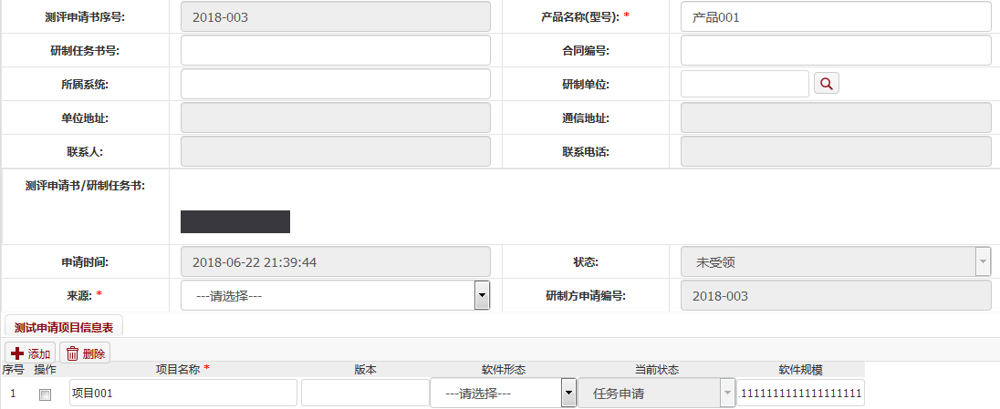 测评申请书序号: 2018-003 产品名称(型号): * 产品001
研制任务书号: 合同编号:
所属系统: 研制单位:
单位地址: 通信地址:
联系人: 联系电话:
测评申请书/研制任务书:
申请时间: 2018-06-22 21:39:44 状态: 未受领
来源: * ---请选择--- 研制方申请编号: 2018-003
测试申请项目信息表
添加 删除
序号 操作 项目名称 * 版本 软件形态 当前状态 软件规模
1 项目001 ---请选择--- 任务申请 .1111111111111111111